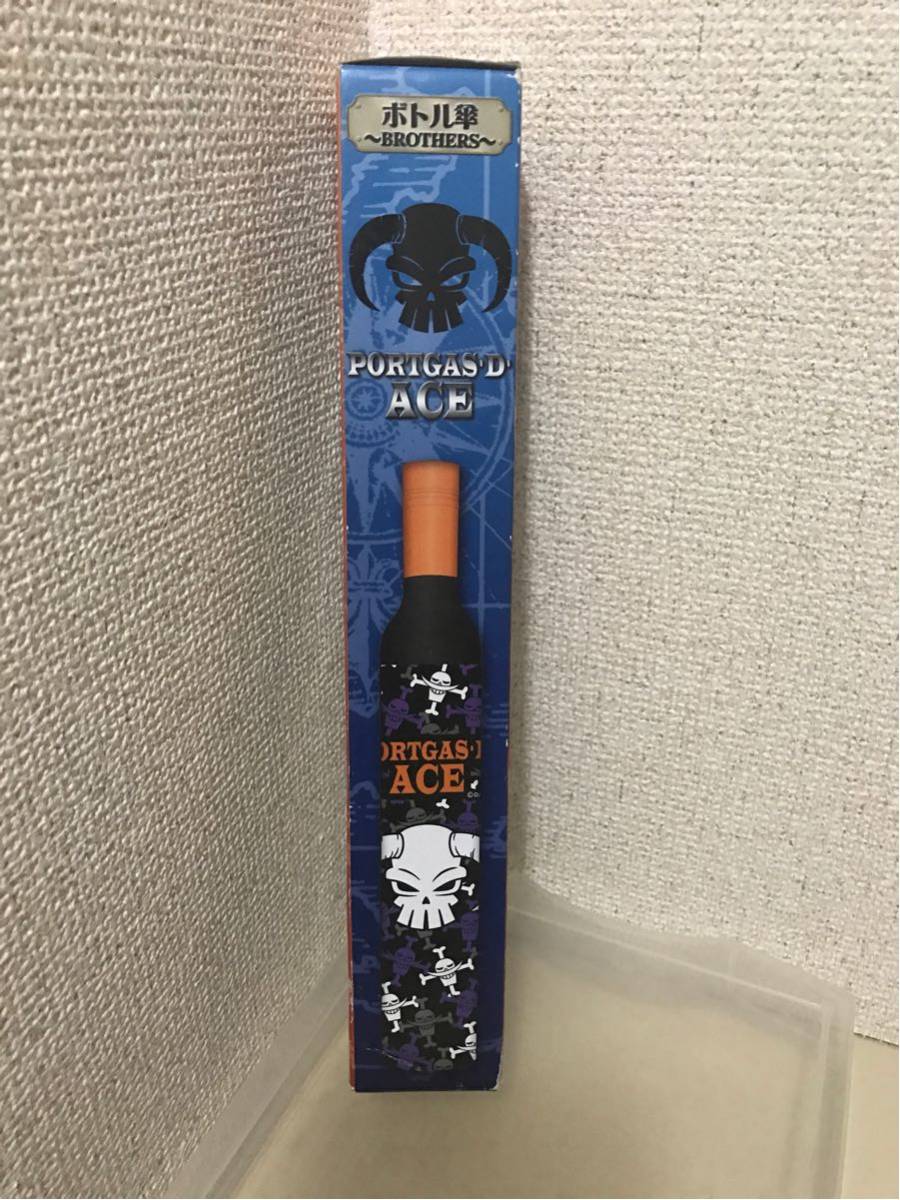 ボトル傘
～BROTHERS～
PORTGAS・D・
ACE
ORTGAS・D
ACE